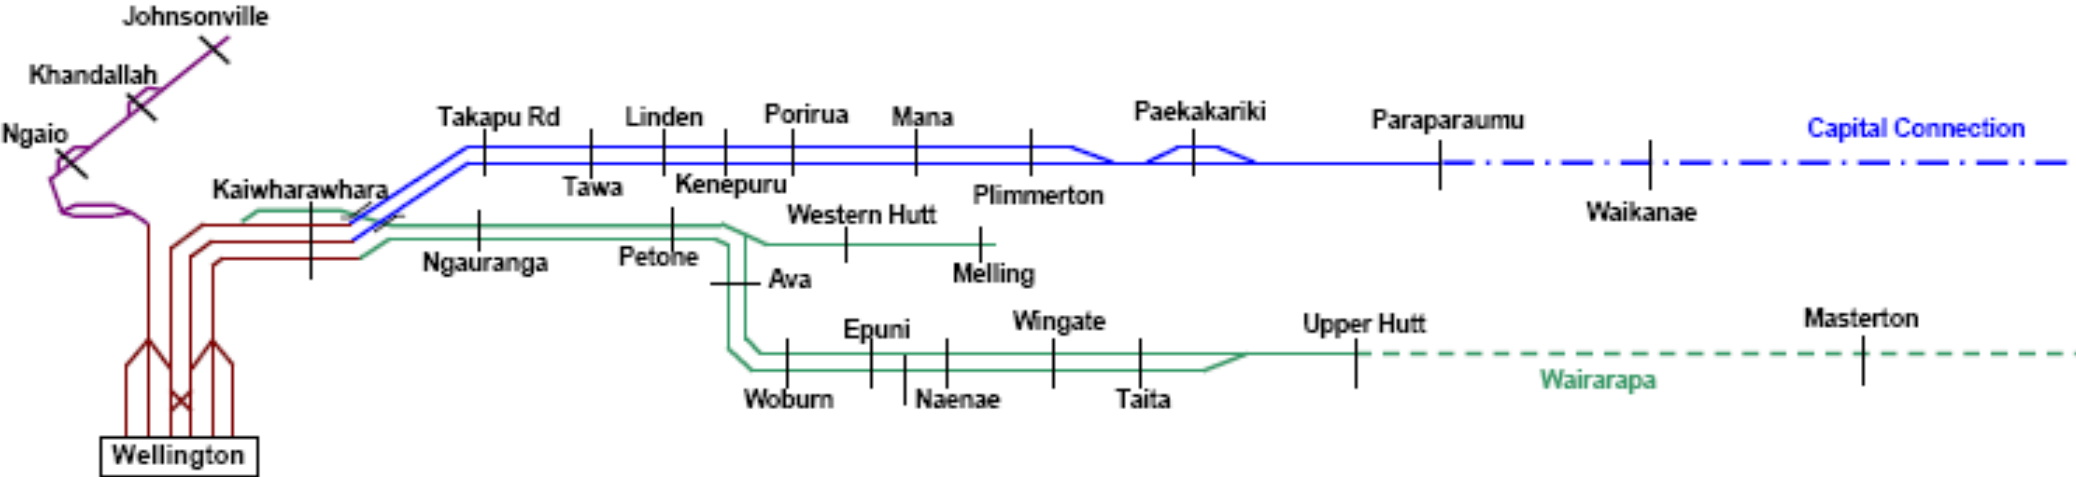 Johnsonville
Khandallah
Ngaio
Takapu Rd
Linden
Porirua
Mana
Paekakariki
Paraparaumu
Capital Connection
Kaiwharawhara
Tawa
Kenepuru
Plimmerton
Waikanae
Western Hutt
Ngauranga
Petone
Ava
Melling
Epuni
Wingate
Upper Hutt
Masterton
Wairarapa
Woburn
Naenae
Taita
Wellington